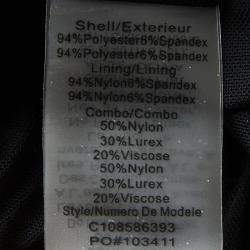 Shell/Exterieur
94%Polyester6%Spandex
94%Polyester6%Spandex
Lining/Lining
94%Nylon6%Spandex
94%Nylon6%Spandex
Combo/Combo
50%Nylon
30%Lurex
20%Viscose
50%Nylon
30%Lurex
20%Viscose
Style/Numero De Modele
C108586393
PO#103411